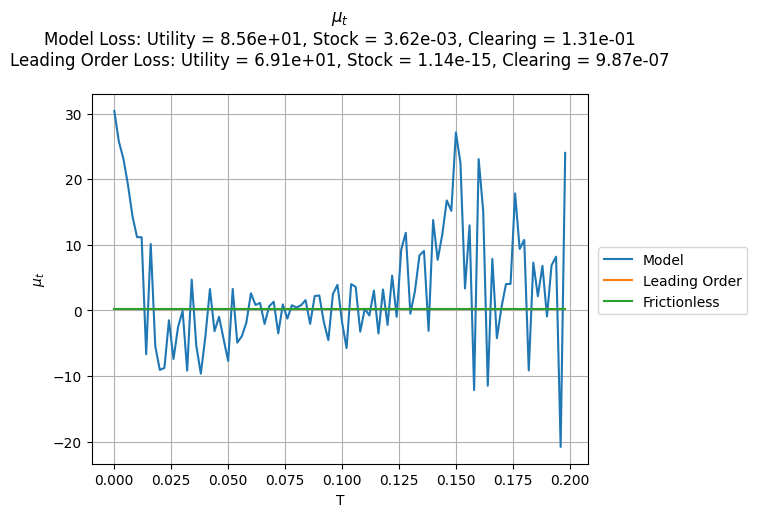 μt
Model Loss: Utility = 8.56e+01, Stock = 3.62e-03, Clearing = 1.31e-01
Leading Order Loss: Utility = 6.91e+01, Stock = 1.14e-15, Clearing = 9.87e-07
30
20
10
0
−10
−20
μt
0.000
0.025
0.050
0.075
0.100
0.125
0.150
0.175
0.200
T
Model
Leading Order
Frictionless